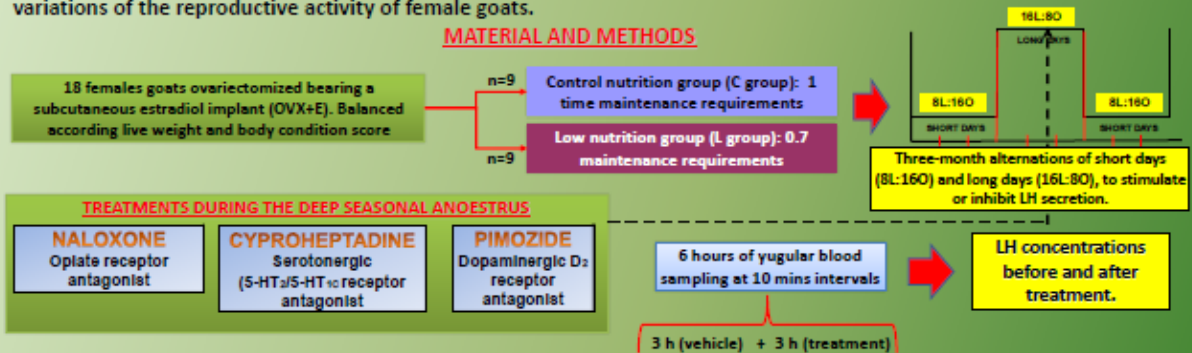 variations of the reproductive activity of female goats.
MATERIAL AND METHODS
18 females goats ovariectomized bearing a
subcutaneous estradiol implant (OVX+E). Balanced
according live weight and body condition score
n=9
n=9
Control nutrition group (C group): 1
time maintenance requirements
Low nutrition group (L group): 0.7
maintenance requirements
16L:8O
LONG DAYS
8L:16O
8L:16O
SHORT DAYS
SHORT DAYS
Three-month alternations of short days
(8L:16O) and long days (16L:8O), to stimulate
or inhibit LH secretion.
TREATMENTS DURING THE DEEP SEASONAL ANOESTRUS
NALOXONE
Opiate receptor
antagonist
CYPROHEPTADINE
Serotonergic
(5-HT₂/5-HT₁C receptor
antagonist
PIMOZIDE
Dopaminergic D₂
receptor
antagonist
6 hours of yugular blood
sampling at 10 mins intervals
LH concentrations
before and after
treatment.
3 h (vehicle) + 3 h (treatment)